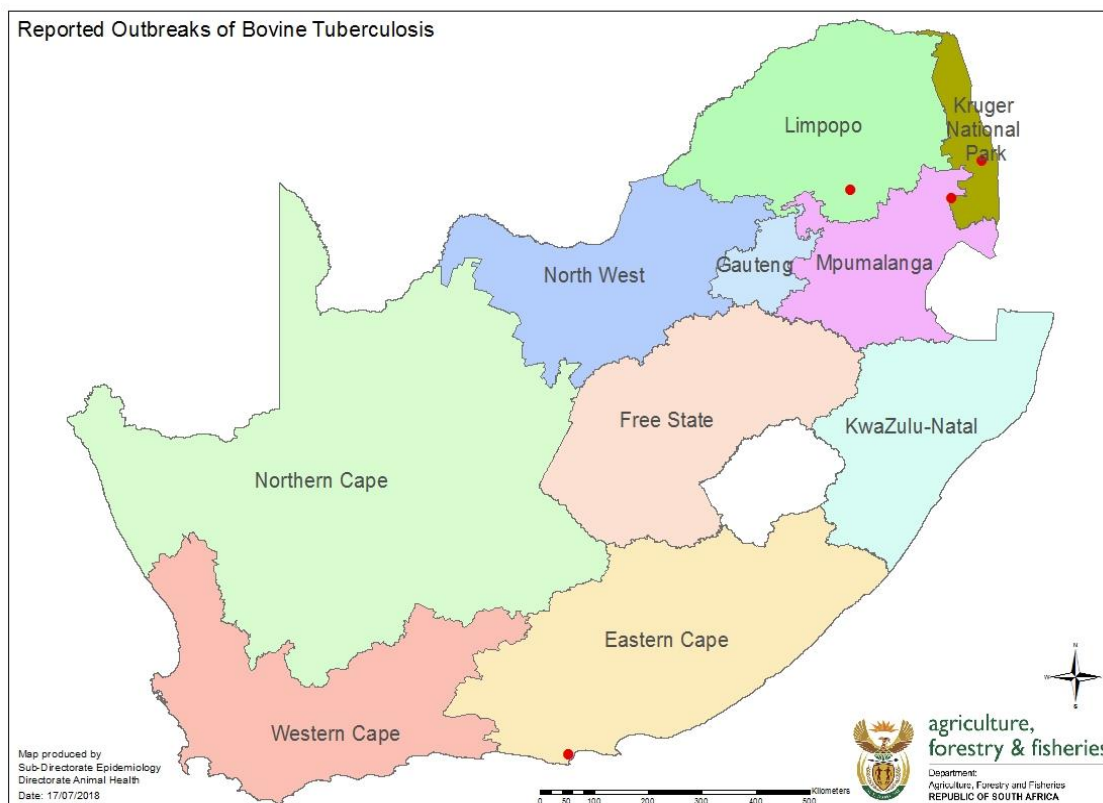 Reported Outbreaks of Bovine Tuberculosis
Kruger
National
Park
Limpopo
North West
Gauteng
Mpumalanga
Free State
KwaZulu-Natal
Northern Cape
Eastern Cape
Western Cape
N
W
E
S
Map produced by
Sub-Directorate Epidemiology
Directorate Animal Health
Date: 17/07/2018
Kilometers
0 50 100 200 300 400 500
agriculture,
forestry & fisheries
Department:
Agriculture, Forestry and Fisheries
REPUBLIC OF SOUTH AFRICA